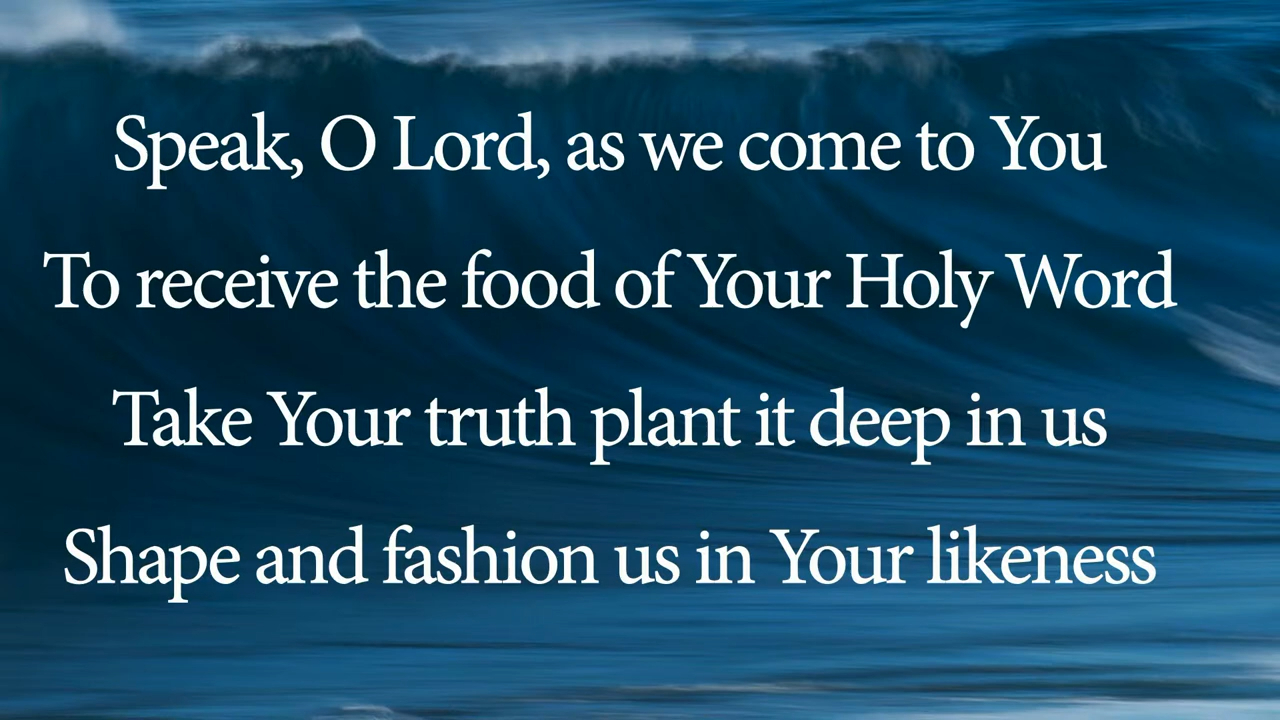 Speak, O Lord, as we come to You
To receive the food of Your Holy Word
Take Your truth plant it deep in us
Shape and fashion us in Your likeness